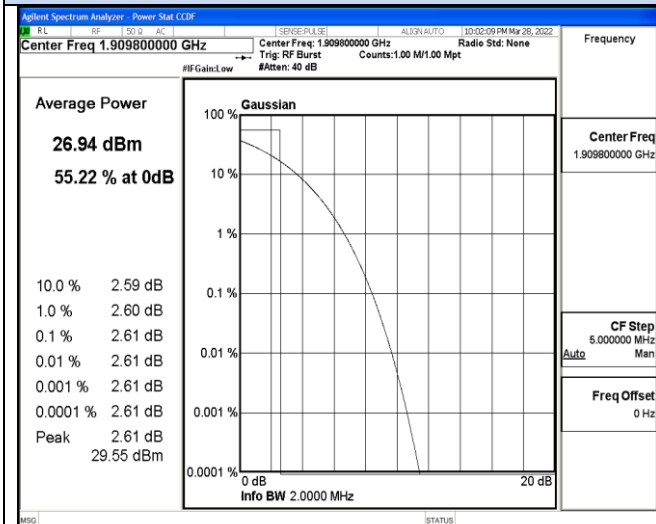 Agilent Spectrum Analyzer - Power Stat CCDF
RL RF 50 Ω AC SENSE:PULSE ALIGN AUTO 10:02:09 PM Mar 28, 2022
Center Freq 1.909800000 GHz
Center Freq: 1.909800000 GHz Radio Std: None
Trig: RF Burst Counts:1.00 M/1.00 Mpt
#IFGain:Low #Atten: 40 dB
Frequency
Average Power
26.94 dBm
55.22 % at 0dB
10.0 % 2.59 dB
1.0 % 2.60 dB
0.1 % 2.61 dB
0.01 % 2.61 dB
0.001 % 2.61 dB
0.0001 % 2.61 dB
Peak 2.61 dB
29.55 dBm
Gaussian
100 %
10 %
1 %
0.1 %
0.01 %
0.001 %
0.0001 %
0 dB 20 dB
Info BW 2.0000 MHz
Center Freq
1.909800000 GHz
CF Step
5.000000 MHz
Auto Man
Freq Offset
0 Hz
MSG STATUS